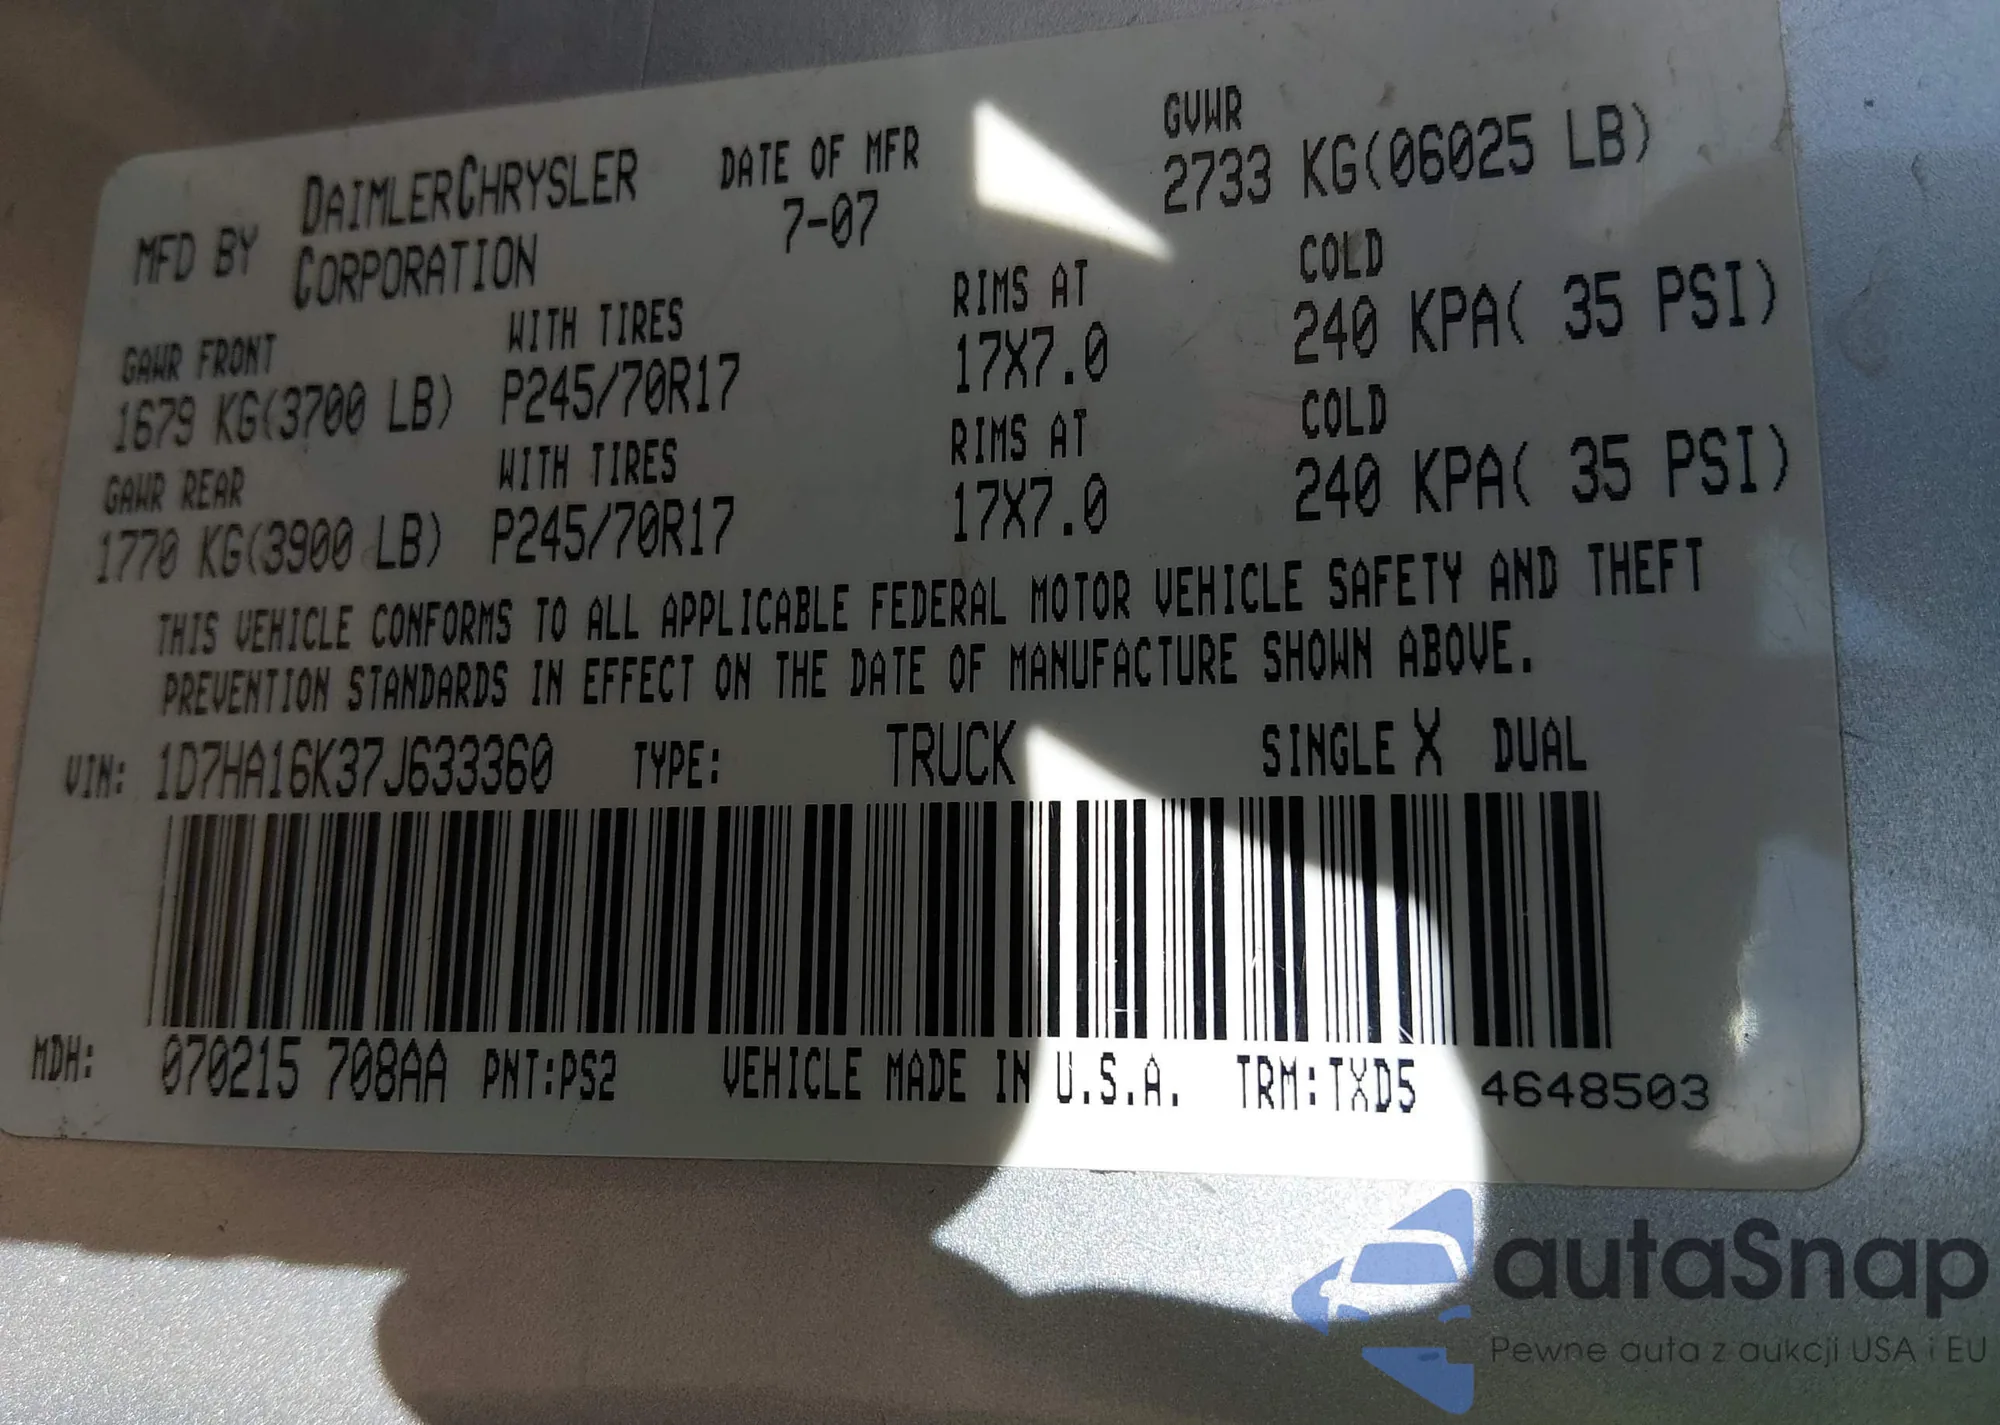 MFD BY DAIMLERCHRYSLER CORPORATION
DATE OF MFR
7-07
GVWR
2733 KG(06025 LB)
GAWR FRONT WITH TIRES RIMS AT COLD
1679 KG(3700 LB) P245/70R17 17X7.0 240 KPA( 35 PSI)
GAWR REAR WITH TIRES RIMS AT COLD
1770 KG(3900 LB) P245/70R17 17X7.0 240 KPA( 35 PSI)
THIS VEHICLE CONFORMS TO ALL APPLICABLE FEDERAL MOTOR VEHICLE SAFETY AND THEFT
PREVENTION STANDARDS IN EFFECT ON THE DATE OF MANUFACTURE SHOWN ABOVE.
VIN: 1D7HA16K37J633360 TYPE: TRUCK SINGLE X DUAL
MDH: 070215 708AA PNT:PS2 VEHICLE MADE IN U.S.A. TRM:TXD5 4648503
autaSnap
Pewne auta z aukcji USA i EU